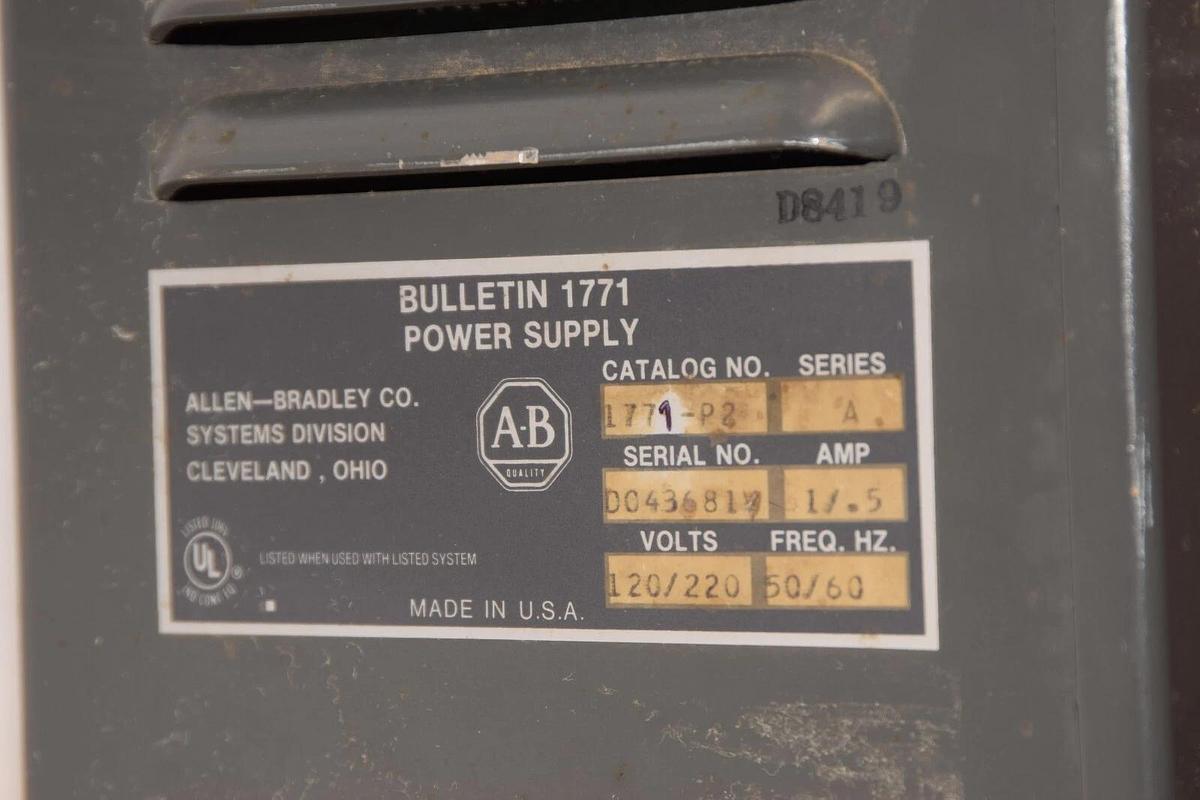 D8419
BULLETIN 1771
POWER SUPPLY
CATALOG NO. SERIES
1771-P2 A
ALLEN-BRADLEY CO.
SYSTEMS DIVISION
CLEVELAND , OHIO
A-B
QUALITY
SERIAL NO. AMP
1/.5
VOLTS FREQ. HZ.
120/220 50/60
UL
LISTED
®
LISTED WHEN USED WITH LISTED SYSTEM
MADE IN U.S.A.